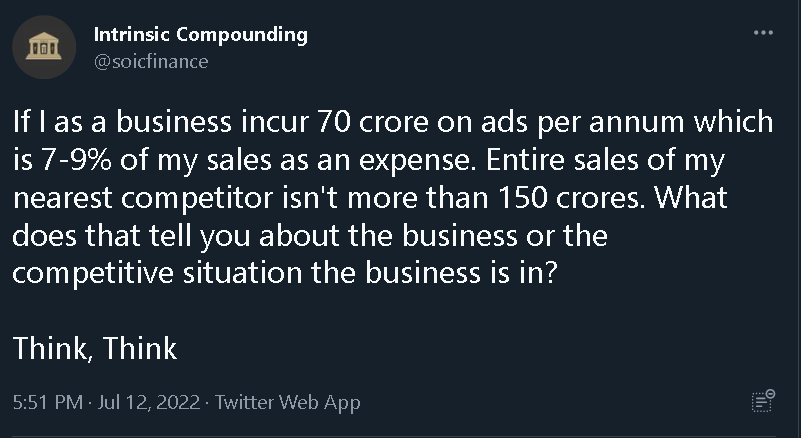 Intrinsic Compounding
@soicfinance
If I as a business incur 70 crore on ads per annum which
is 7-9% of my sales as an expense. Entire sales of my
nearest competitor isn't more than 150 crores. What
does that tell you about the business or the
competitive situation the business is in?
Think, Think
5:51 PM · Jul 12, 2022 · Twitter Web App